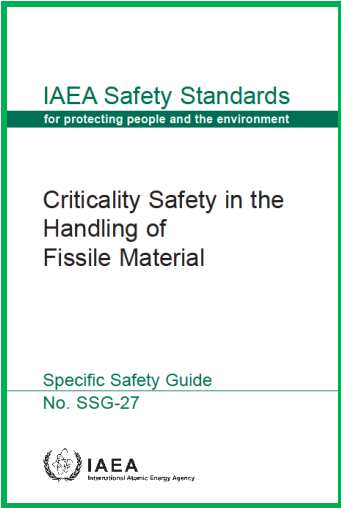 IAEA Safety Standards
for protecting people and the environment
Criticality Safety in the
Handling of
Fissile Material
Specific Safety Guide
No. SSG-27
IAEA
International Atomic Energy Agency